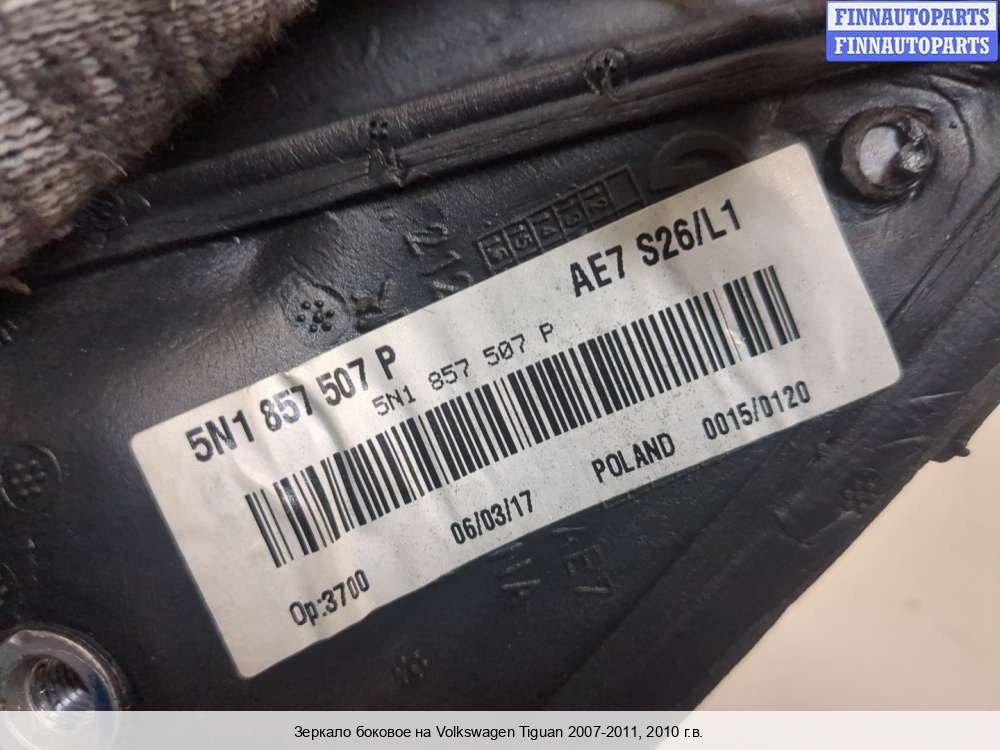 FINNAUTOPARTS
FINNAUTOPARTS
AE7 S26/L1
5N1 857 507 P
5N1 857 507 P
06/03/17 POLAND 0015/0120
Op:3700
Зеркало боковое на Volkswagen Tiguan 2007-2011, 2010 г.в.